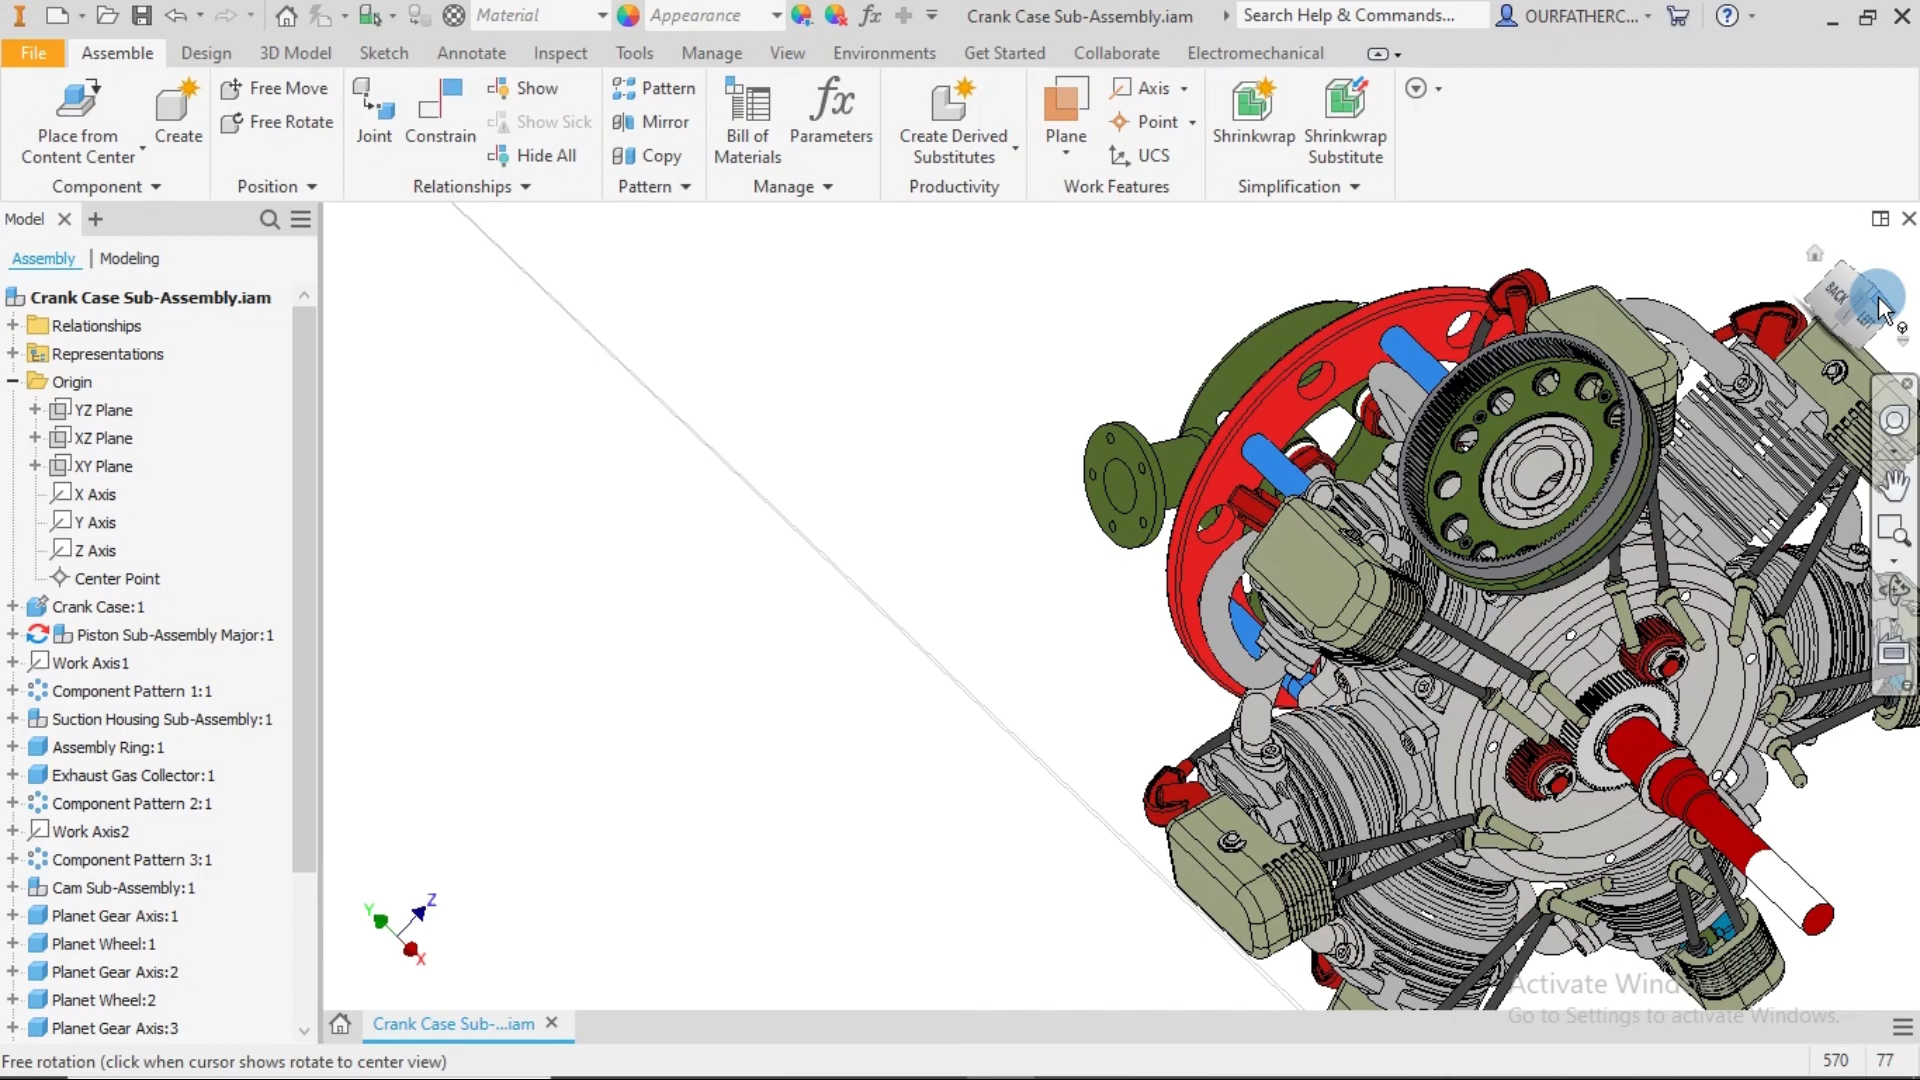 Material
Appearance
Crank Case Sub-Assembly.iam
Search Help & Commands...
OURFATHERC...
File
Assemble
Design
3D Model
Sketch
Annotate
Inspect
Tools
Manage
View
Environments
Get Started
Collaborate
Electromechanical
Place from
Content Center
Create
Free Move
Free Rotate
Joint
Constrain
Show
Show Sick
Hide All
Pattern
Mirror
Copy
Bill of
Materials
fx
Parameters
Create Derived
Substitutes
Plane
Axis
Point
UCS
Shrinkwrap
Shrinkwrap
Substitute
Component
Position
Relationships
Pattern
Manage
Productivity
Work Features
Simplification
Model
Assembly
Modeling
Crank Case Sub-Assembly.iam
Relationships
Representations
Origin
YZ Plane
XZ Plane
XY Plane
X Axis
Y Axis
Z Axis
Center Point
Crank Case:1
Piston Sub-Assembly Major:1
Work Axis1
Component Pattern 1:1
Suction Housing Sub-Assembly:1
Assembly Ring:1
Exhaust Gas Collector:1
Component Pattern 2:1
Work Axis2
Component Pattern 3:1
Cam Sub-Assembly:1
Planet Gear Axis:1
Planet Wheel:1
Planet Gear Axis:2
Planet Wheel:2
Planet Gear Axis:3
BACK
LEFT
Z
Y
X
Activate Wind
Go to Settings to activate Windows.
Crank Case Sub-...iam
Free rotation (click when cursor shows rotate to center view)
570
77